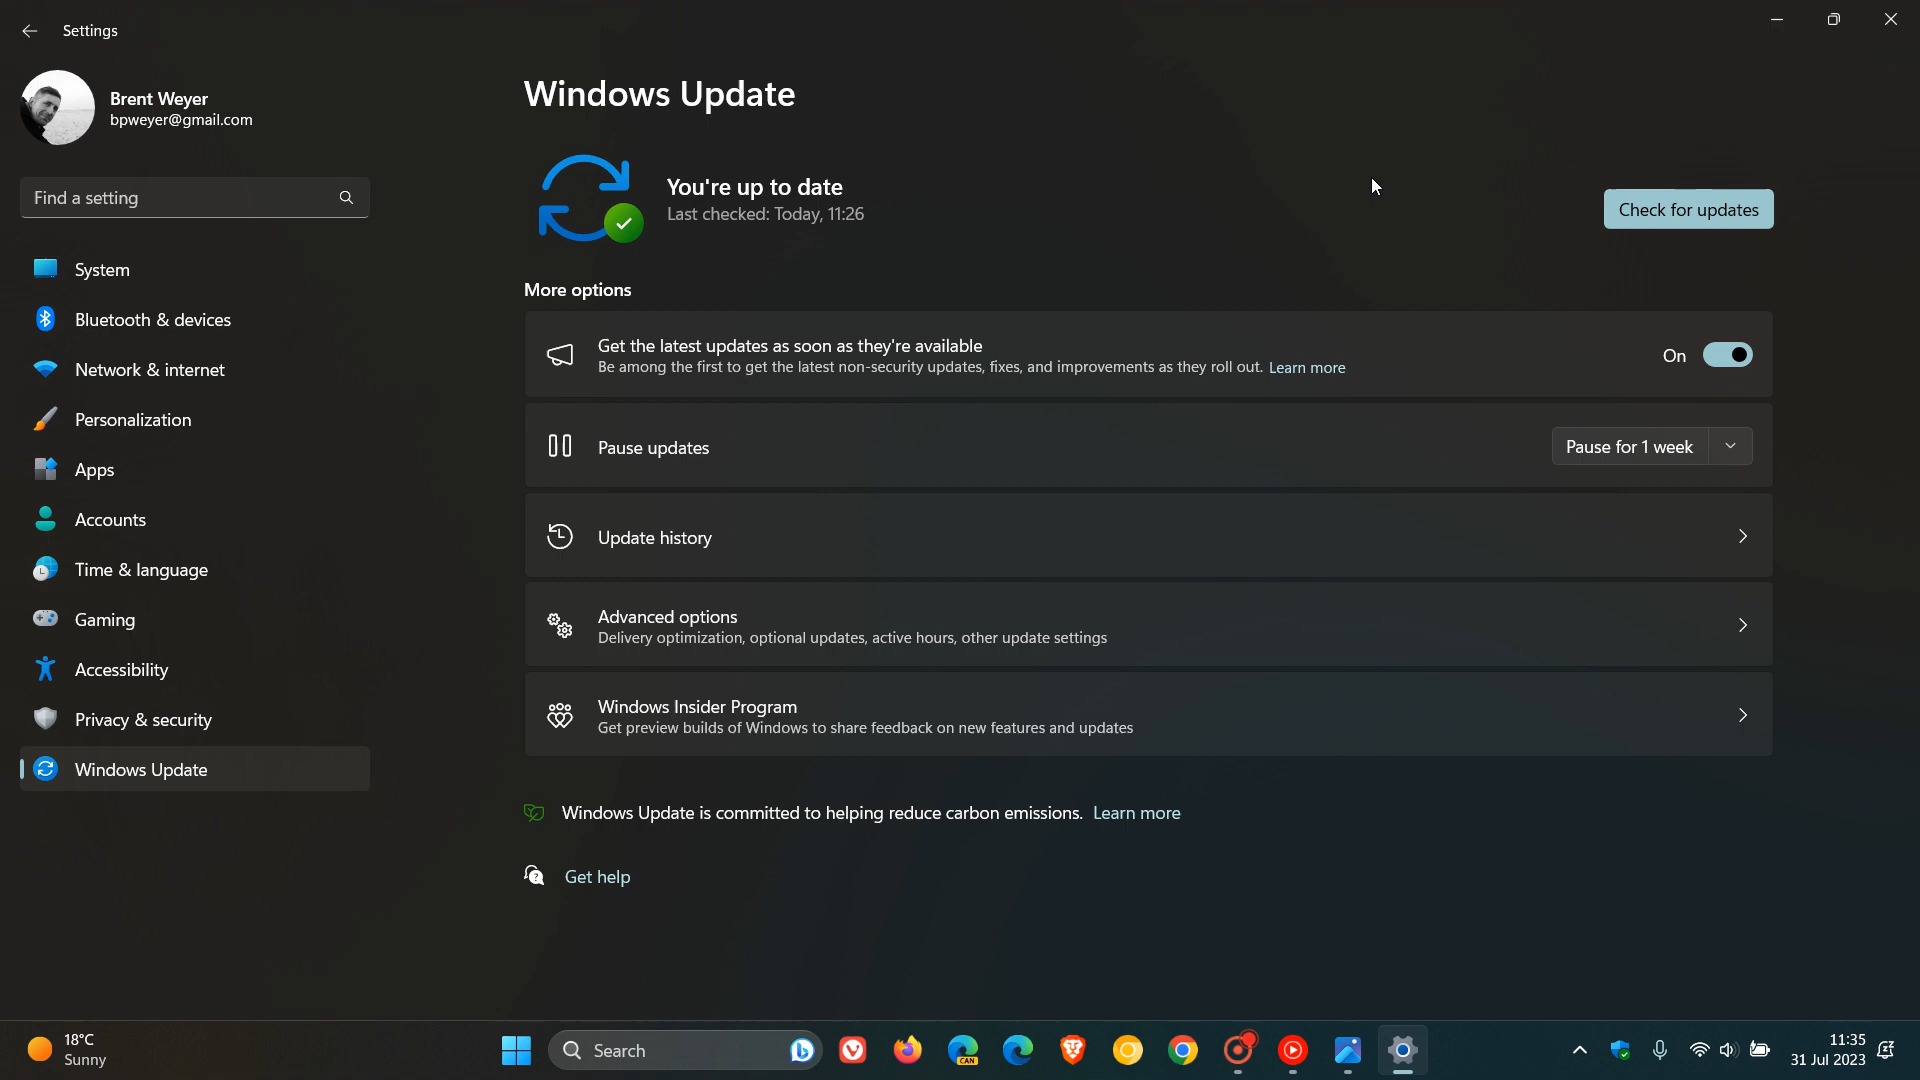 Settings
Brent Weyer
bpweyer@gmail.com
Find a setting
System
Bluetooth & devices
Network & internet
Personalization
Apps
Accounts
Time & language
Gaming
Accessibility
Privacy & security
Windows Update
Windows Update
You're up to date
Last checked: Today, 11:26
Check for updates
More options
Get the latest updates as soon as they're available
Be among the first to get the latest non-security updates, fixes, and improvements as they roll out. Learn more
On
Pause updates
Pause for 1 week
Update history
Advanced options
Delivery optimization, optional updates, active hours, other update settings
Windows Insider Program
Get preview builds of Windows to share feedback on new features and updates
Windows Update is committed to helping reduce carbon emissions. Learn more
Get help
18°C
Sunny
Search
CAN
11:35
31 Jul 2023